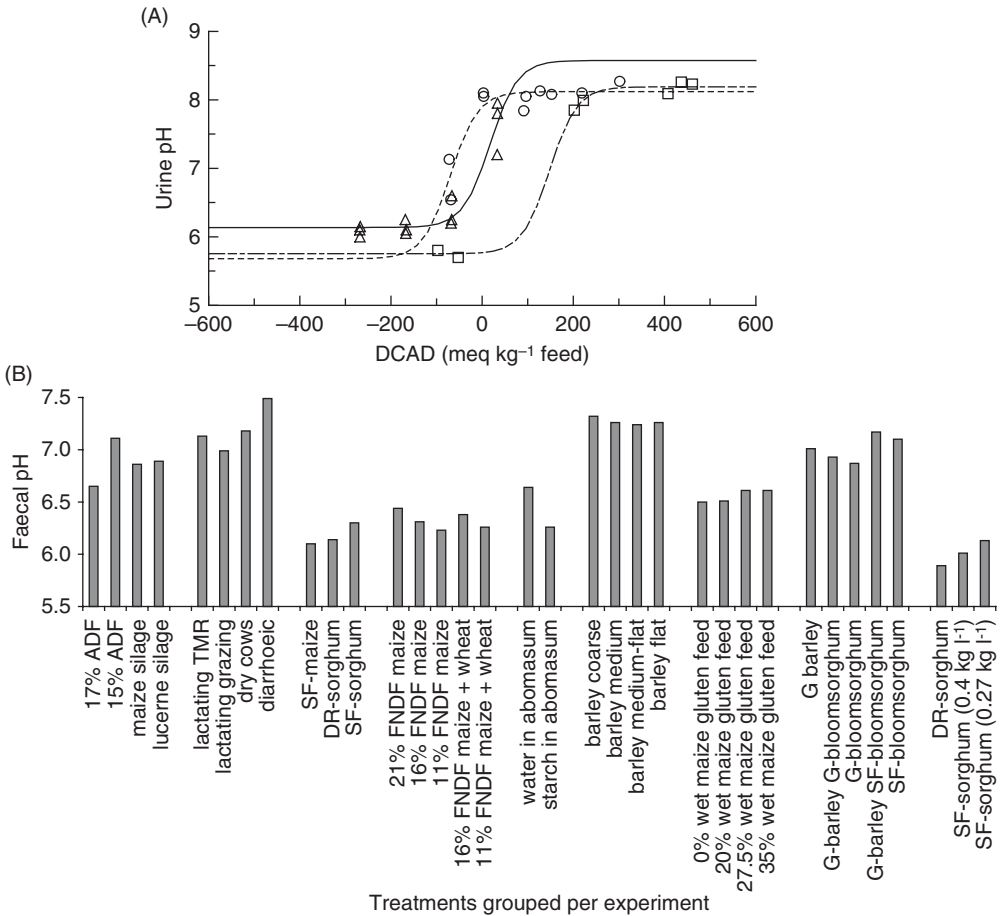 (A)
9
8
7
6
5
Urine pH
–600
–400
–200
0
200
400
600
DCAD (meq kg–1 feed)
(B)
7.5
7.0
6.5
6.0
5.5
Faecal pH
17% ADF
15% ADF
maize silage
lucerne silage
lactating TMR
lactating grazing
dry cows
diarrhoeic
SF-maize
DR-sorghum
SF-sorghum
21% FNDF maize
16% FNDF maize
11% FNDF maize
16% FNDF maize + wheat
11% FNDF maize + wheat
water in abomasum
starch in abomasum
barley coarse
barley medium
barley medium-flat
barley flat
0% wet maize gluten feed
20% wet maize gluten feed
27.5% wet maize gluten feed
35% wet maize gluten feed
G barley
G-barley G-bloomsorghum
G-bloomsorghum
G-barley SF-bloomsorghum
SF-bloomsorghum
DR-sorghum
SF-sorghum (0.4 kg l-1)
SF-sorghum (0.27 kg l-1)
Treatments grouped per experiment